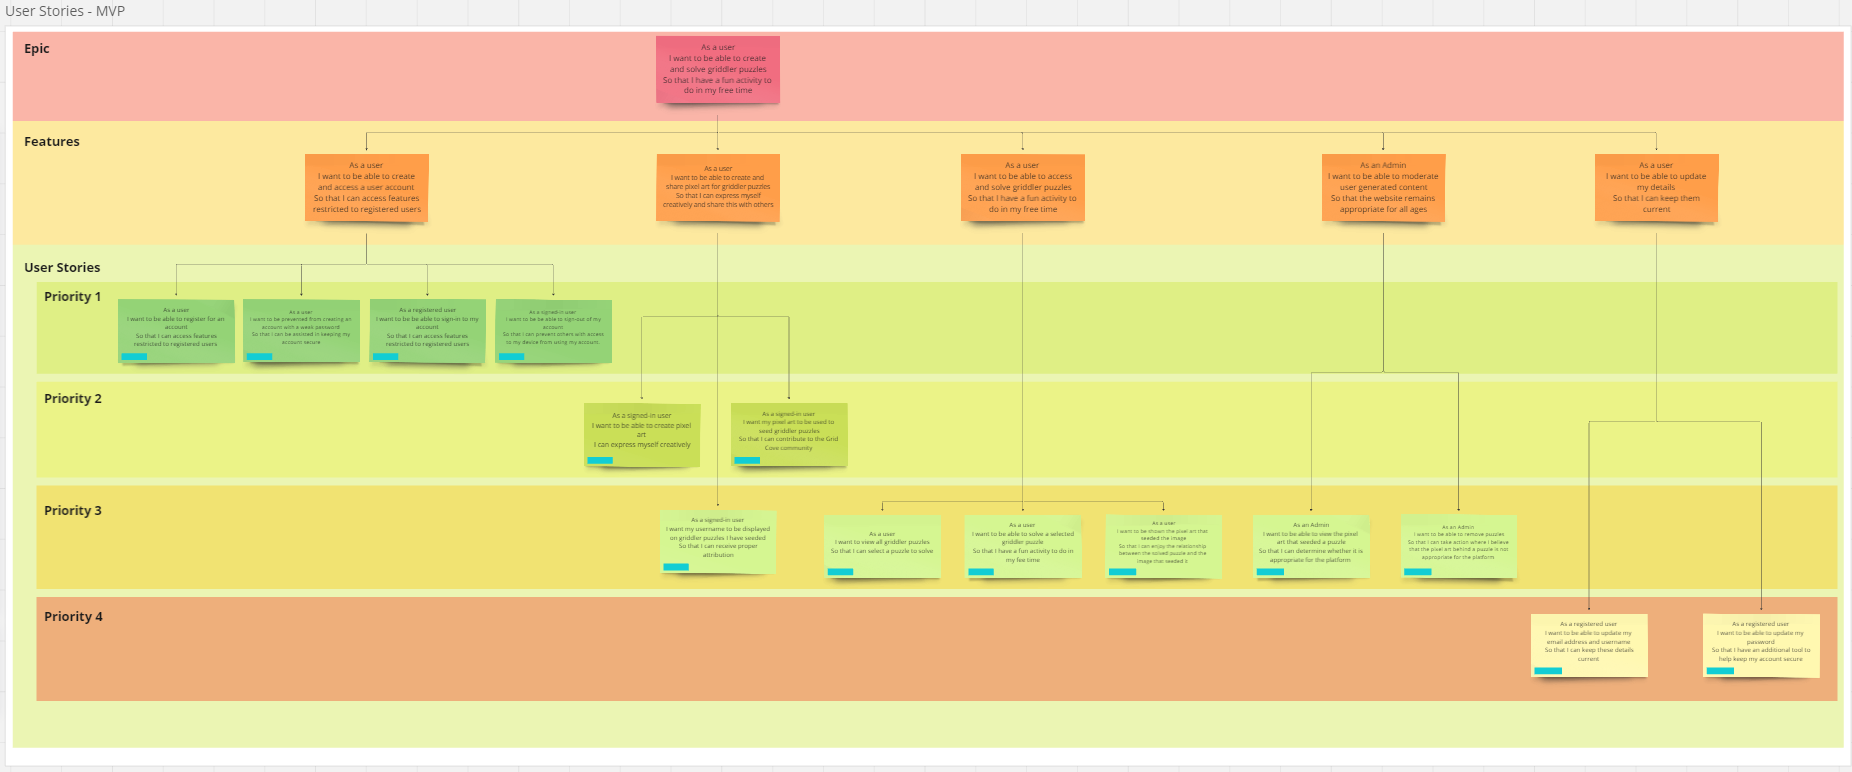 User Stories - MVP
Epic
As a user
I want to be able to create
and solve griddler puzzles
So that I have a fun activity to
do in my free time
Features
As a user
I want to be able to create
and access a user account
So that I can access features
restricted to registered users
As a user
I want to be able to create and
share pixel art for griddler puzzles
So that I can express myself
creatively and share this with others
As a user
I want to be able to access
and solve griddler puzzles
So that I have a fun activity to
do in my free time
As an Admin
I want to be able to moderate
user generated content
So that the website remains
appropriate for all ages
As a user
I want to be able to update
my details
So that I can keep them
current
User Stories
Priority 1
As a user
I want to be able to register for an
account
So that I can access features
restricted to registered users
As a user
I want to be prevented from creating an
account with a weak password
So that I can be assisted in keeping my
account secure
As a registered user
I want to be be able to sign-in to my
account
So that I can access features
restricted to registered users
As a signed-in user
I want to be be able to sign-out of my
account
So that I can prevent others with access
to my device from using my account.
Priority 2
As a signed-in user
I want to be able to create pixel
art
I can express myself creatively
As a signed-in user
I want my pixel art to be used to
seed griddler puzzles
So that I can contribute to the Grid
Cove community
Priority 3
As a signed-in user
I want my username to be displayed
on griddler puzzles I have seeded
So that I can receive proper
attribution
As a user
I want to view all griddler puzzles
So that I can select a puzzle to solve
As a user
I want to be able to solve a selected
griddler puzzle
So that I have a fun activity to do in
my fee time
As a user
I want to be shown the pixel art that
seeded the image
So that I can enjoy the relationship
between the solved puzzle and the
image that seeded it
As an Admin
I want to be able to view the pixel
art that seeded a puzzle
So that I can determine whether it is
appropriate for the platform
As an Admin
I want to be able to remove puzzles
So that I can take action where I believe
that the pixel art behind a puzzle is not
appropriate for the platform
Priority 4
As a registered user
I want to be able to update my
email address and username
So that I can keep these details
current
As a registered user
I want to be able to update my
password
So that I have an additional tool to
help keep my account secure